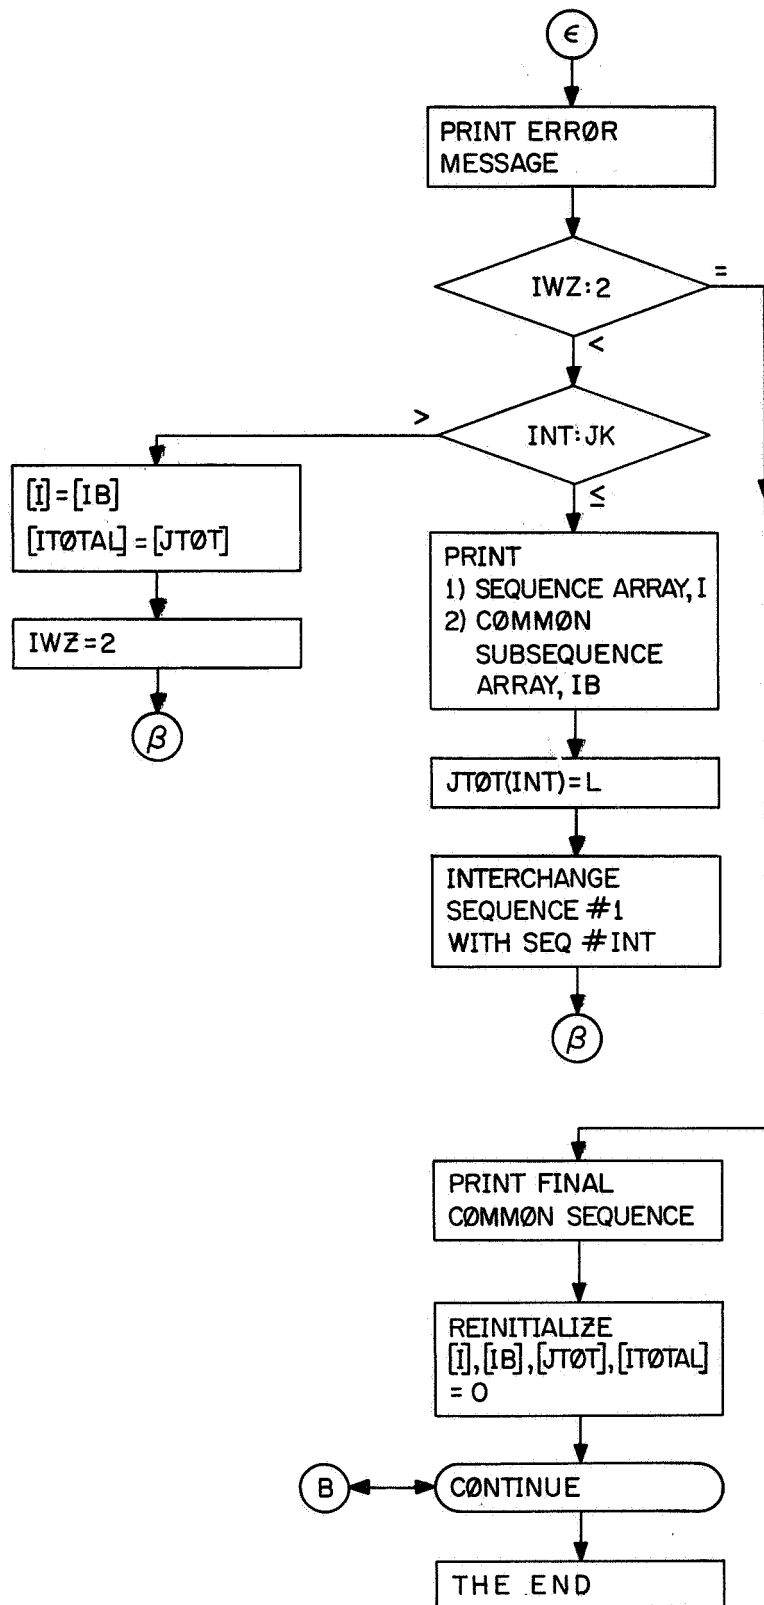 ϵ
PRINT ERRØR
MESSAGE
IWZ:2
=
<
INT:JK
>
≤
[I]=[IB]
[ITØTAL]=[JTØT]
IWZ=2
β
PRINT
1) SEQUENCE ARRAY, I
2) CØMMØN
SUBSEQUENCE
ARRAY, IB
JTØT(INT)=L
INTERCHANGE
SEQUENCE #1
WITH SEQ #INT
β
PRINT FINAL
CØMMØN SEQUENCE
REINITIALIZE
[I],[IB],[JTØT],[ITØTAL]
= 0
B
CØNTINUE
THE END